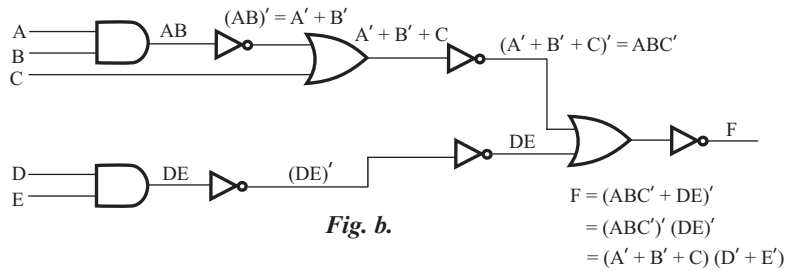 A
B
C
AB
(AB)′ = A′ + B′
A′ + B′ + C
(A′ + B′ + C)′ = ABC′
D
E
DE
(DE)′
DE
F
Fig. b.
F = (ABC′ + DE)′
= (ABC′)′ (DE)′
= (A′ + B′ + C) (D′ + E′)